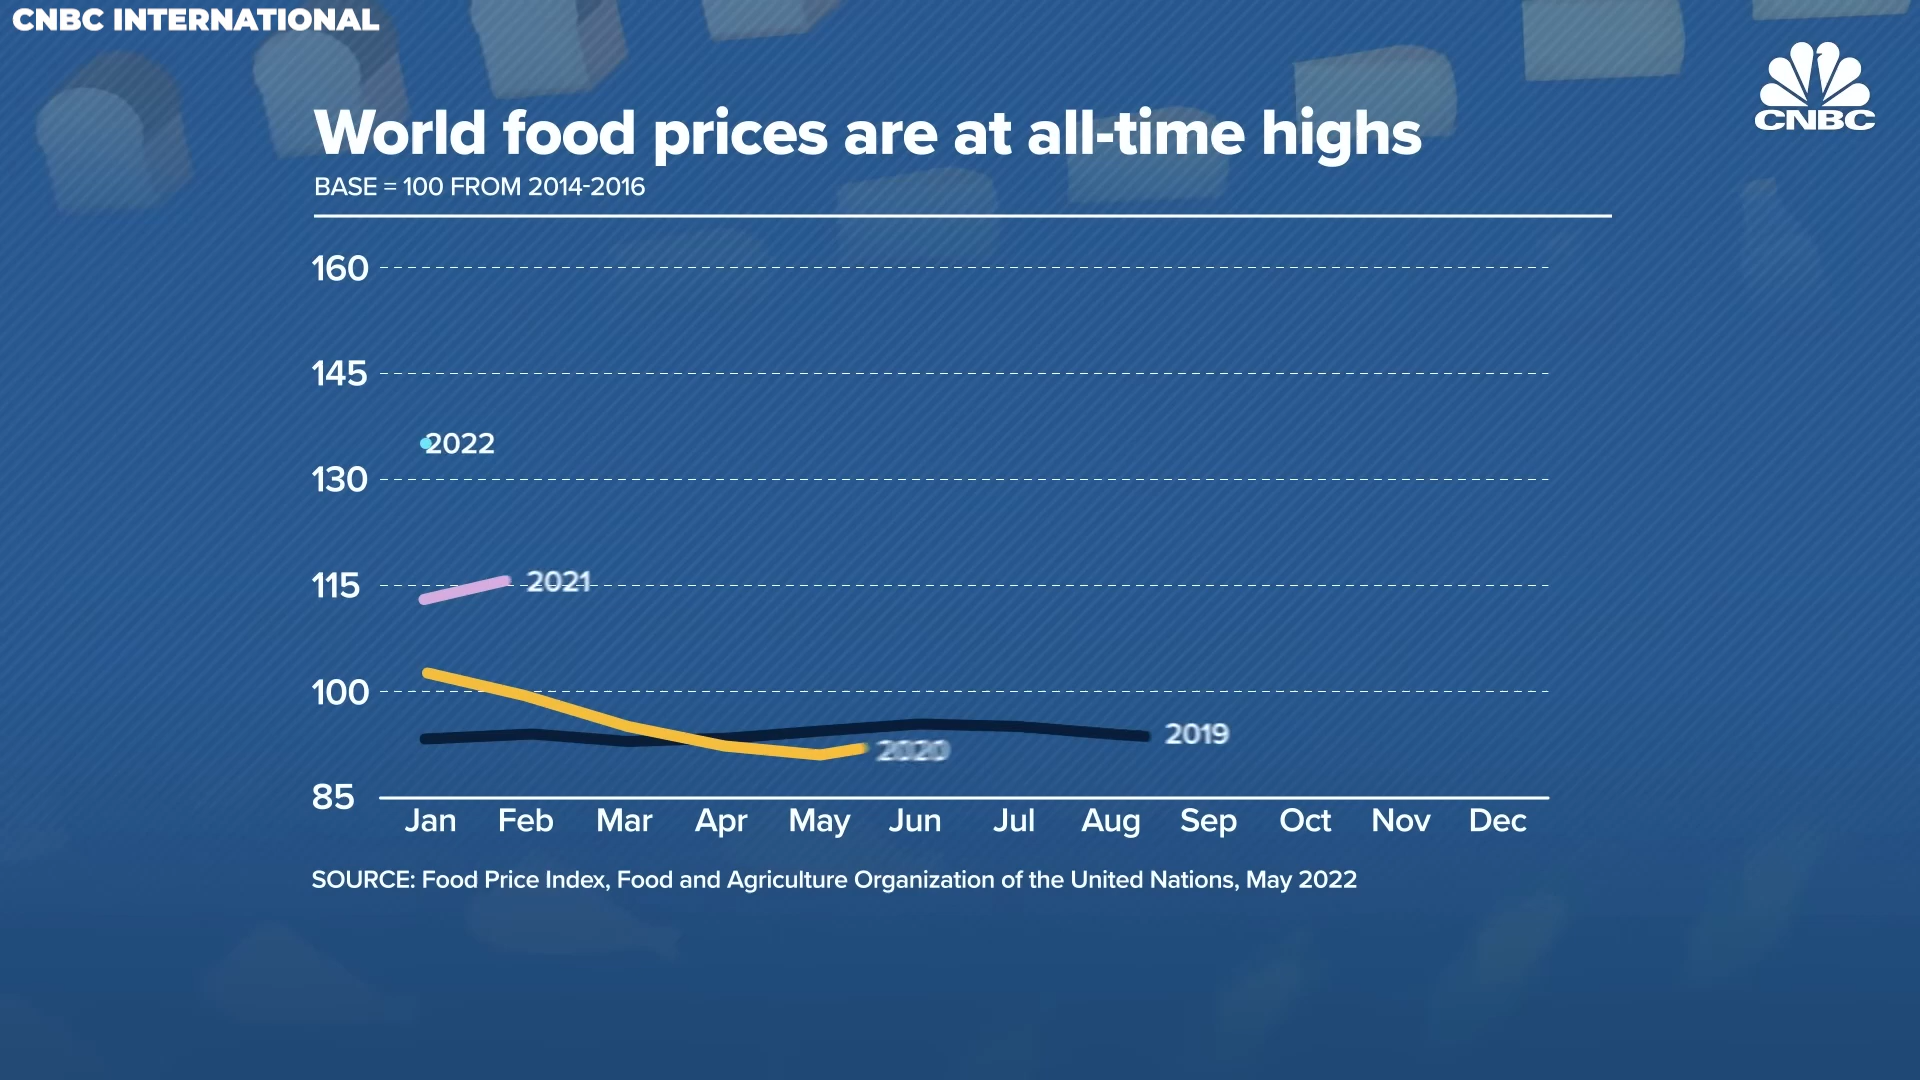 CNBC INTERNATIONAL
CNBC
World food prices are at all-time highs
BASE = 100 FROM 2014-2016
160
145
2022
130
115
2021
100
2019
2020
85
Jan Feb Mar Apr May Jun Jul Aug Sep Oct Nov Dec
SOURCE: Food Price Index, Food and Agriculture Organization of the United Nations, May 2022